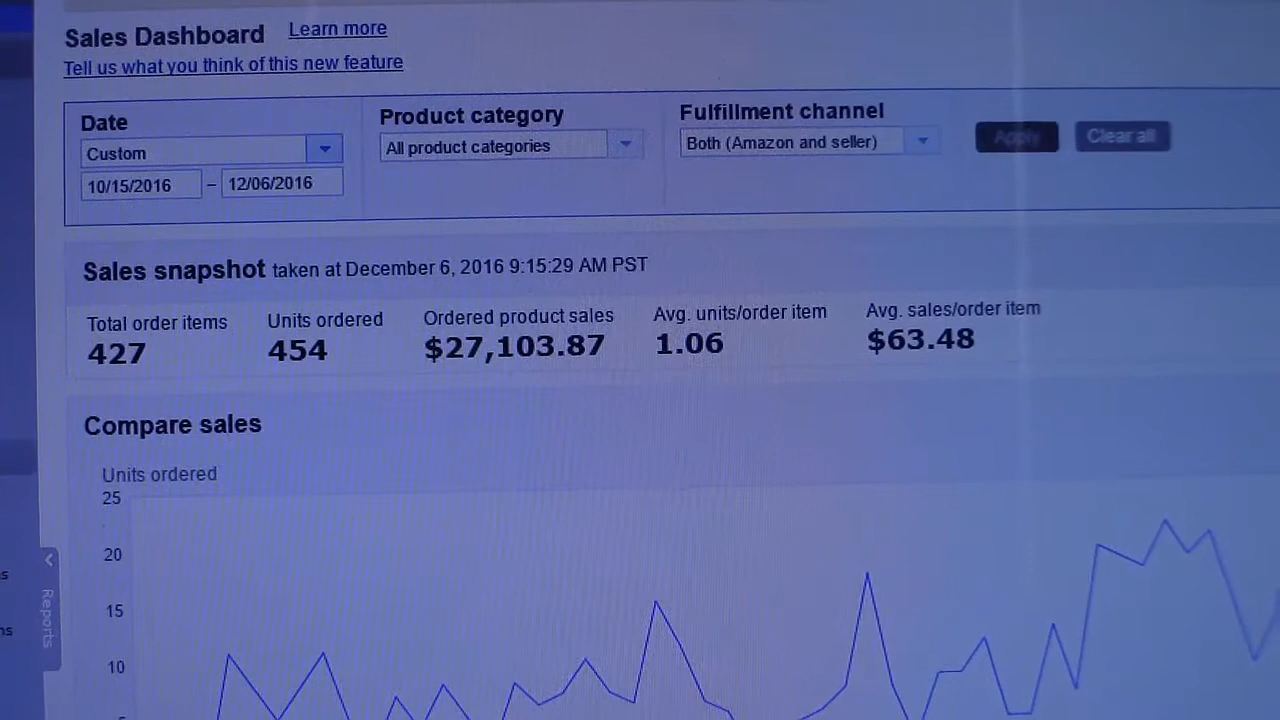 Sales Dashboard Learn more
Tell us what you think of this new feature
Date Product category Fulfillment channel
Custom All product categories Both (Amazon and seller) Apply Clear all
10/15/2016 – 12/06/2016
Sales snapshot taken at December 6, 2016 9:15:29 AM PST
Total order items Units ordered Ordered product sales Avg. units/order item Avg. sales/order item
427 454 $27,103.87 1.06 $63.48
Compare sales
Units ordered
25
20
15
10
Reports